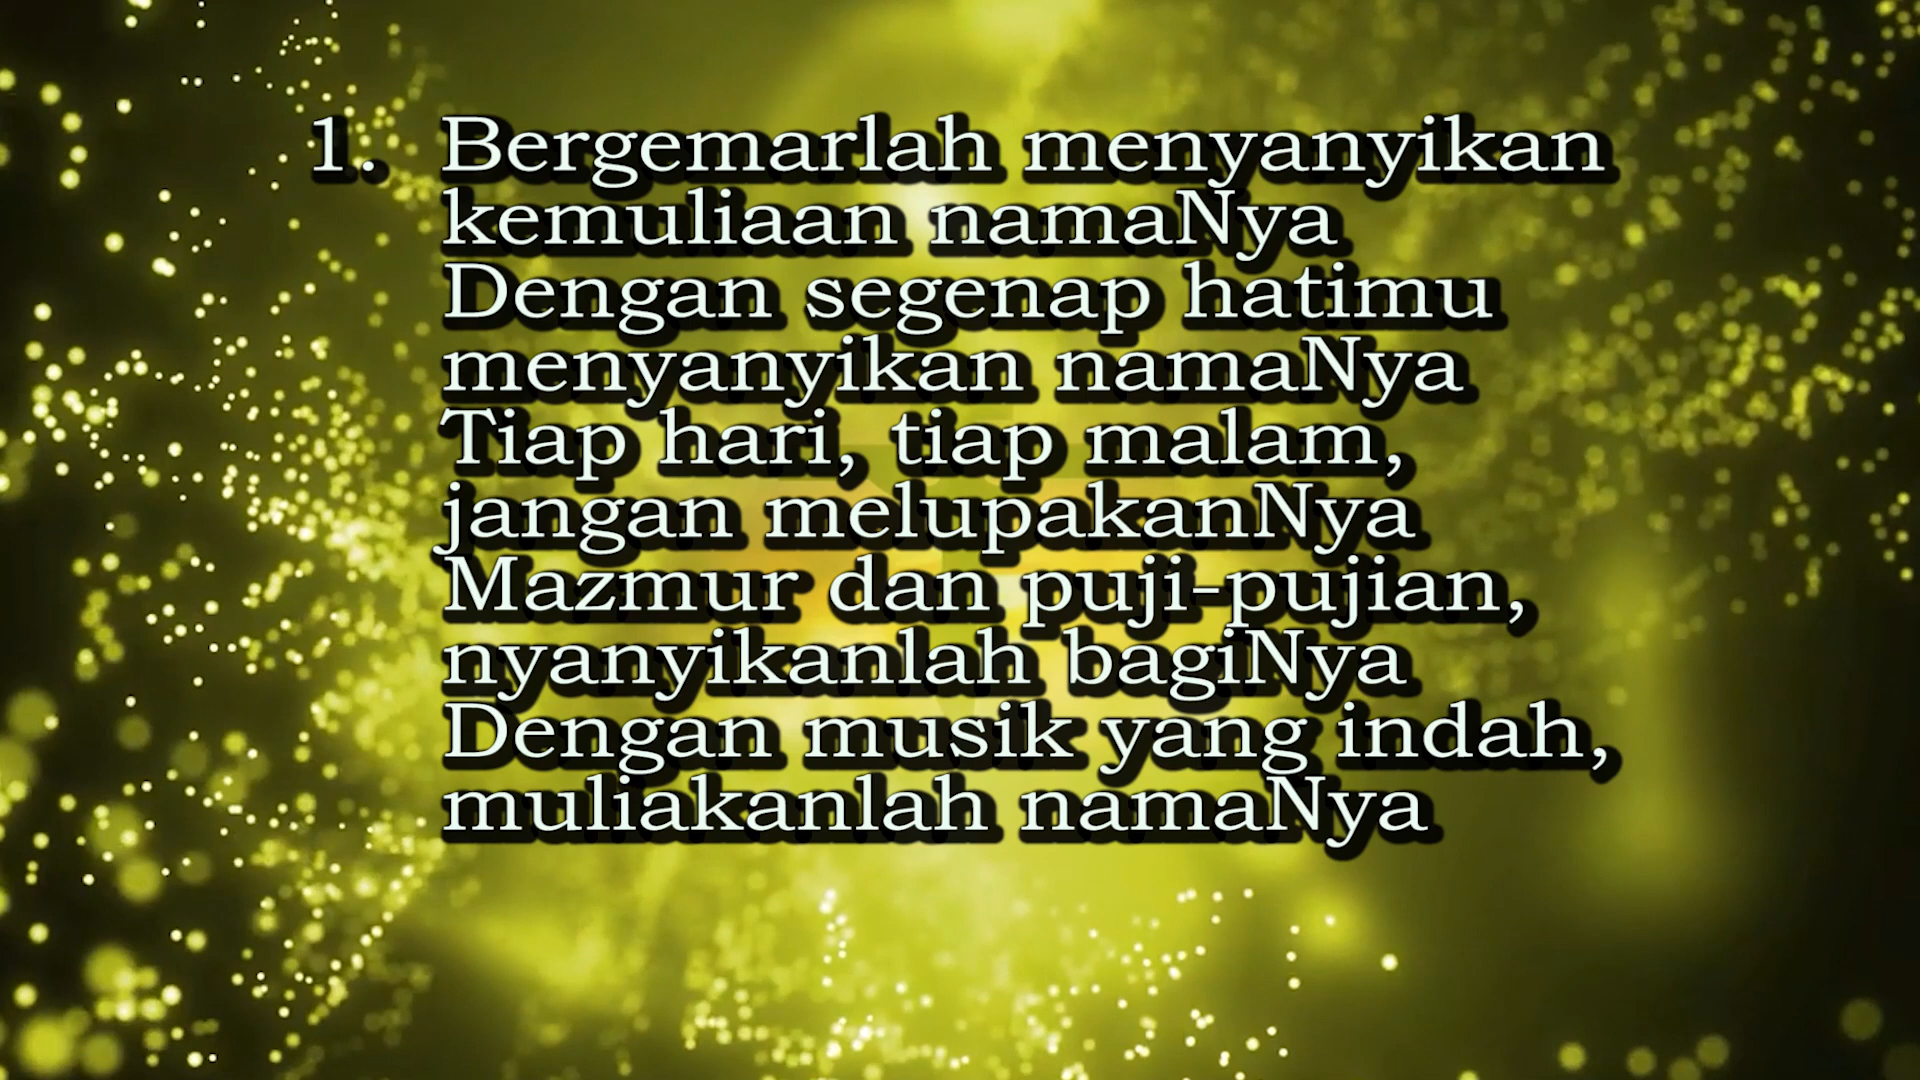 1. Bergemarlah menyanyikan
kemuliaan namaNya
Dengan segenap hatimu
menyanyikan namaNya
Tiap hari, tiap malam,
jangan melupakanNya
Mazmur dan puji-pujian,
nyanyikanlah bagiNya
Dengan musik yang indah,
muliakanlah namaNya